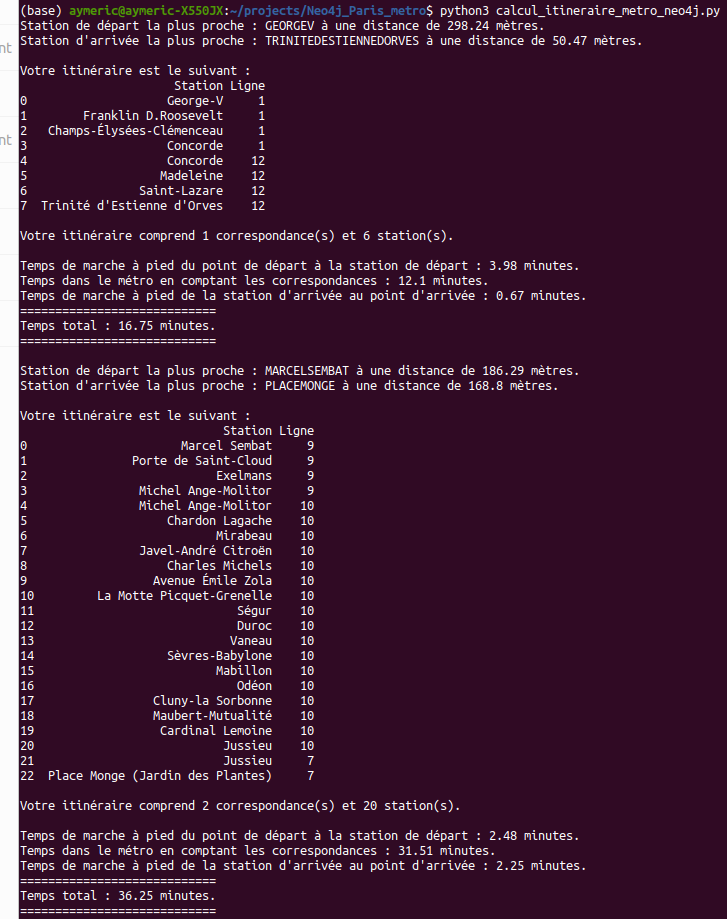 (base) aymeric@aymeric-X550JX:~/projects/Neo4j_Paris_metro$ python3 calcul_itineraire_metro_neo4j.py
Station de départ la plus proche : GEORGEV à une distance de 298.24 mètres.
Station d'arrivée la plus proche : TRINITEDESTIENNEDORVES à une distance de 50.47 mètres.
Votre itinéraire est le suivant :
Station Ligne
0 George-V 1
1 Franklin D.Roosevelt 1
2 Champs-Élysées-Clémenceau 1
3 Concorde 1
4 Concorde 12
5 Madeleine 12
6 Saint-Lazare 12
7 Trinité d'Estienne d'Orves 12
Votre itinéraire comprend 1 correspondance(s) et 6 station(s).
Temps de marche à pied du point de départ à la station de départ : 3.98 minutes.
Temps dans le métro en comptant les correspondances : 12.1 minutes.
Temps de marche à pied de la station d'arrivée au point d'arrivée : 0.67 minutes.
============================
Temps total : 16.75 minutes.
============================
Station de départ la plus proche : MARCELSEMBAT à une distance de 186.29 mètres.
Station d'arrivée la plus proche : PLACEMONGE à une distance de 168.8 mètres.
Votre itinéraire est le suivant :
Station Ligne
0 Marcel Sembat 9
1 Porte de Saint-Cloud 9
2 Exelmans 9
3 Michel Ange-Molitor 9
4 Michel Ange-Molitor 10
5 Chardon Lagache 10
6 Mirabeau 10
7 Javel-André Citroën 10
8 Charles Michels 10
9 Avenue Émile Zola 10
10 La Motte Picquet-Grenelle 10
11 Ségur 10
12 Duroc 10
13 Vaneau 10
14 Sèvres-Babylone 10
15 Mabillon 10
16 Odéon 10
17 Cluny-la Sorbonne 10
18 Maubert-Mutualité 10
19 Cardinal Lemoine 10
20 Jussieu 10
21 Jussieu 7
22 Place Monge (Jardin des Plantes) 7
Votre itinéraire comprend 2 correspondance(s) et 20 station(s).
Temps de marche à pied du point de départ à la station de départ : 2.48 minutes.
Temps dans le métro en comptant les correspondances : 31.51 minutes.
Temps de marche à pied de la station d'arrivée au point d'arrivée : 2.25 minutes.
============================
Temps total : 36.25 minutes.
============================
nt
nt